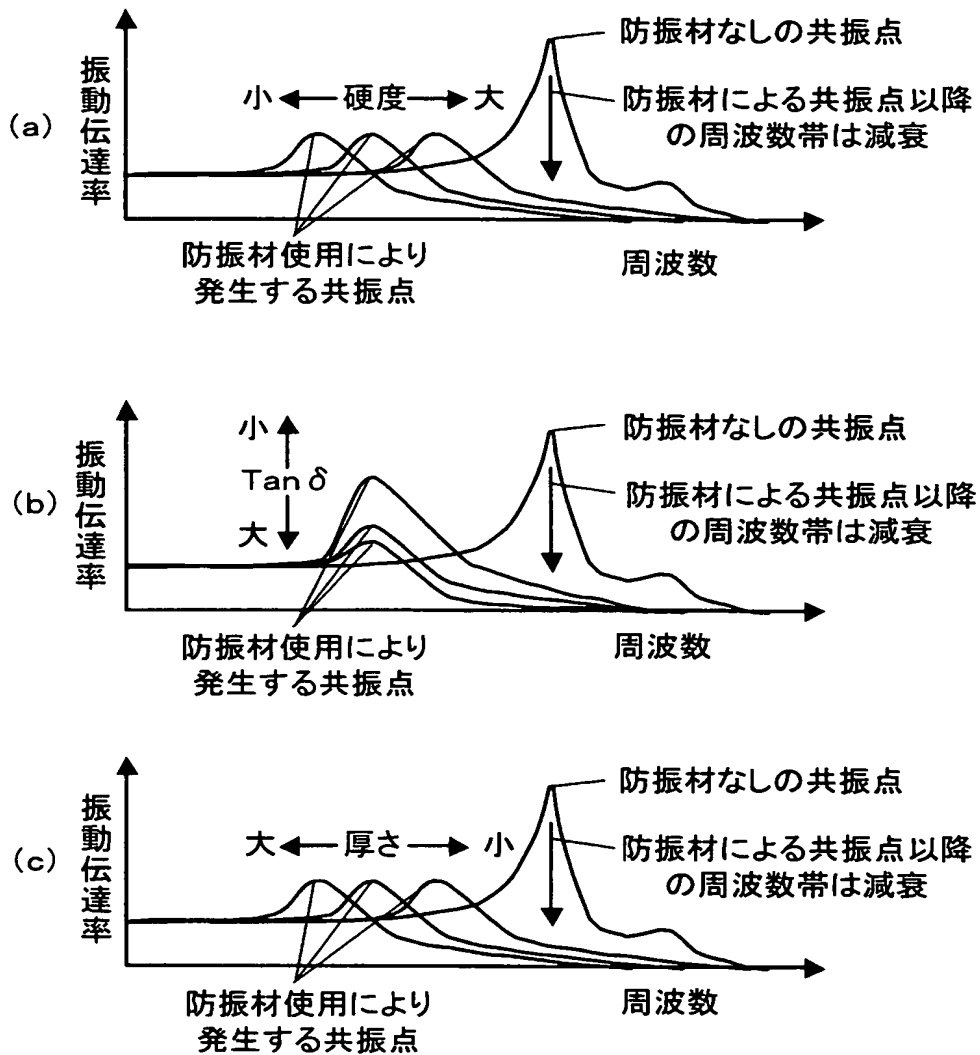 (a)
振動伝達率
小 硬度 大
防振材なしの共振点
防振材による共振点以降
の周波数帯は減衰
防振材使用により
発生する共振点
周波数
(b)
振動伝達率
小
Tan δ
大
防振材なしの共振点
防振材による共振点以降
の周波数帯は減衰
防振材使用により
発生する共振点
周波数
(c)
振動伝達率
大 厚さ 小
防振材なしの共振点
防振材による共振点以降
の周波数帯は減衰
防振材使用により
発生する共振点
周波数